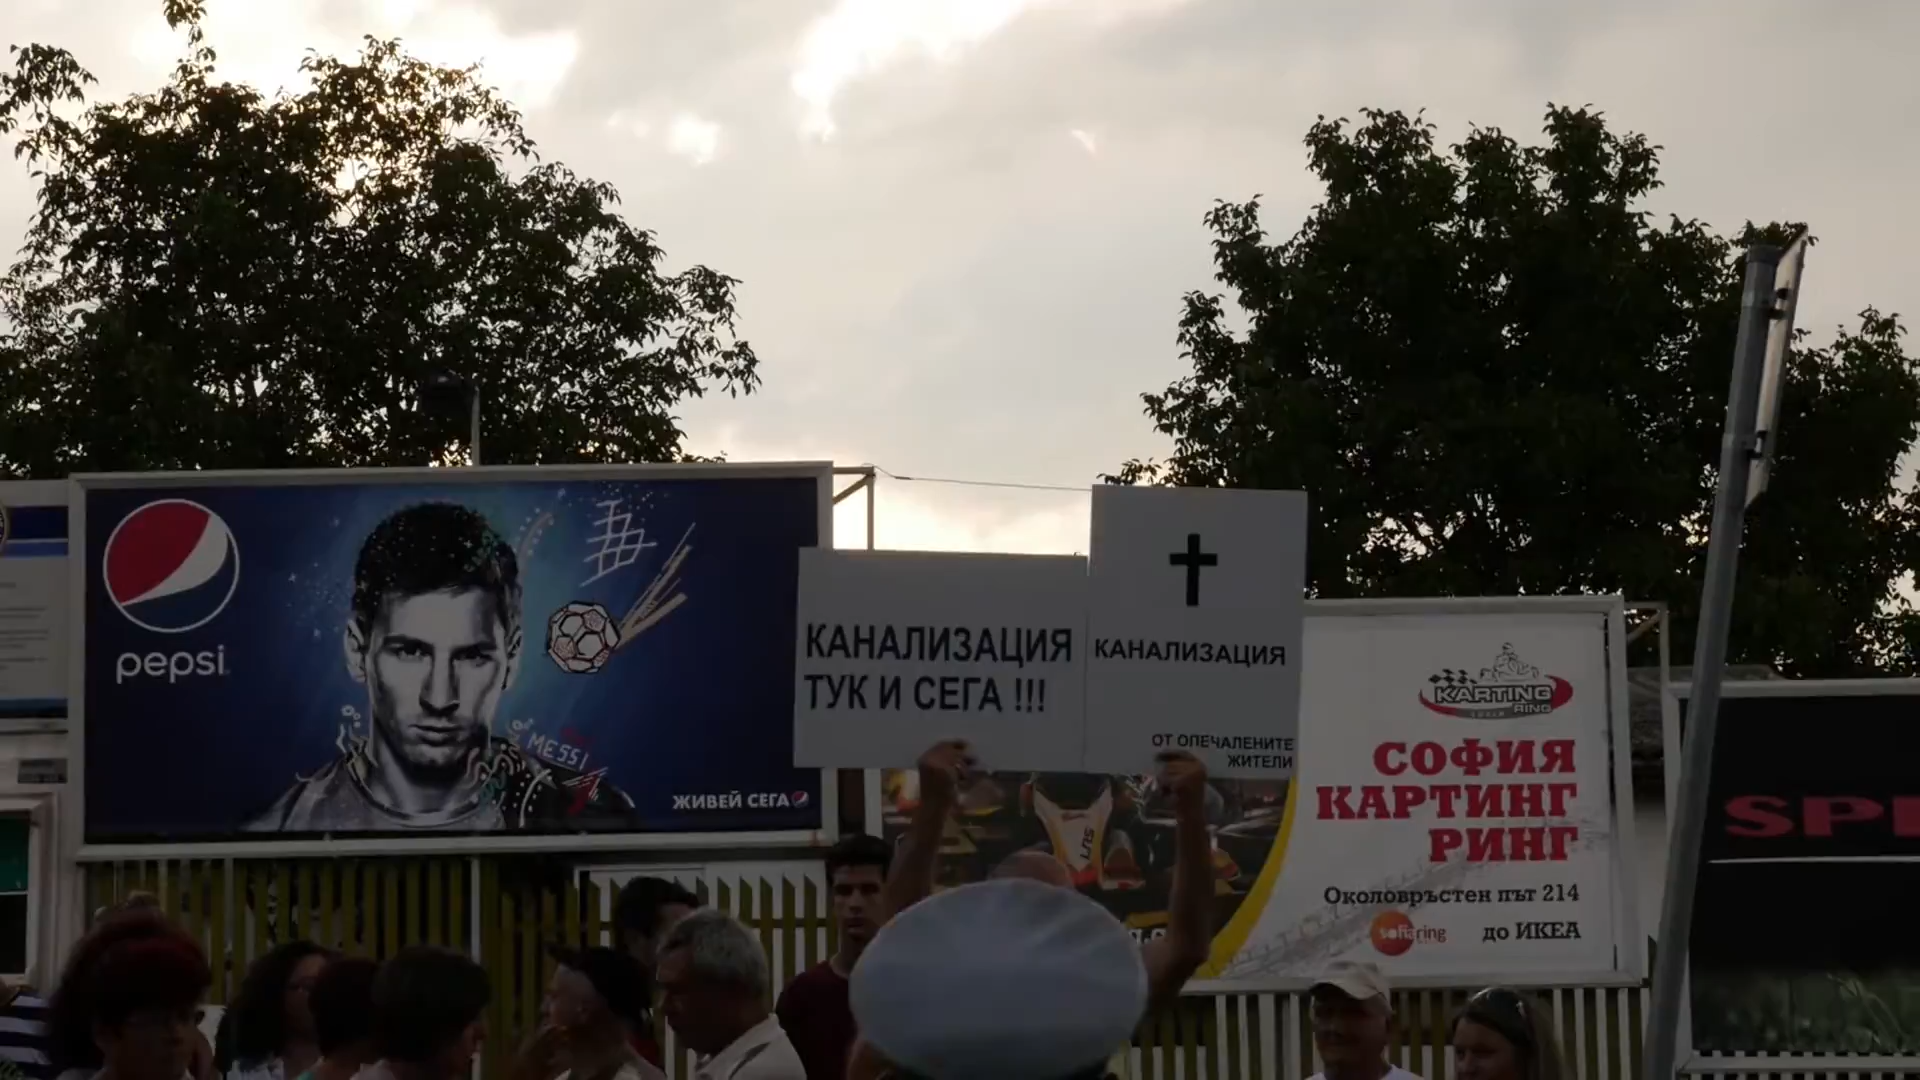 pepsi
MESSI
ЖИВЕЙ СЕГА
КАНАЛИЗАЦИЯ
ТУК И СЕГА !!!
КАНАЛИЗАЦИЯ
ОТ ОПЕЧАЛЕНИТЕ
ЖИТЕЛИ
KARTING
RING
СОФИЯ
КАРТИНГ
РИНГ
Околовръстен път 214
sofiaring
до ИКЕА